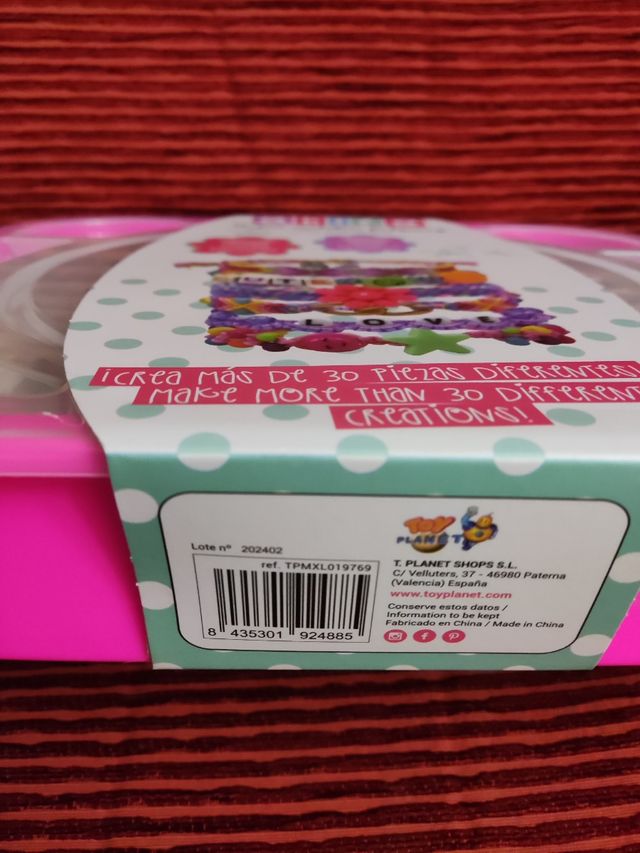 LOVE
¡CREA MÁS DE 30 PIEZAS DIFERENTES!
MAKE MORE THAN 30 DIFFERENT
CREATIONS!
Lote nº 202402
ref. TPMXL019769
8 435301 924885
TOY
PLANET
T. PLANET SHOPS S.L.
C/ Velluters, 37 - 46980 Paterna
(Valencia) España
www.toyplanet.com
Conserve estos datos /
Information to be kept
Fabricado en China / Made in China